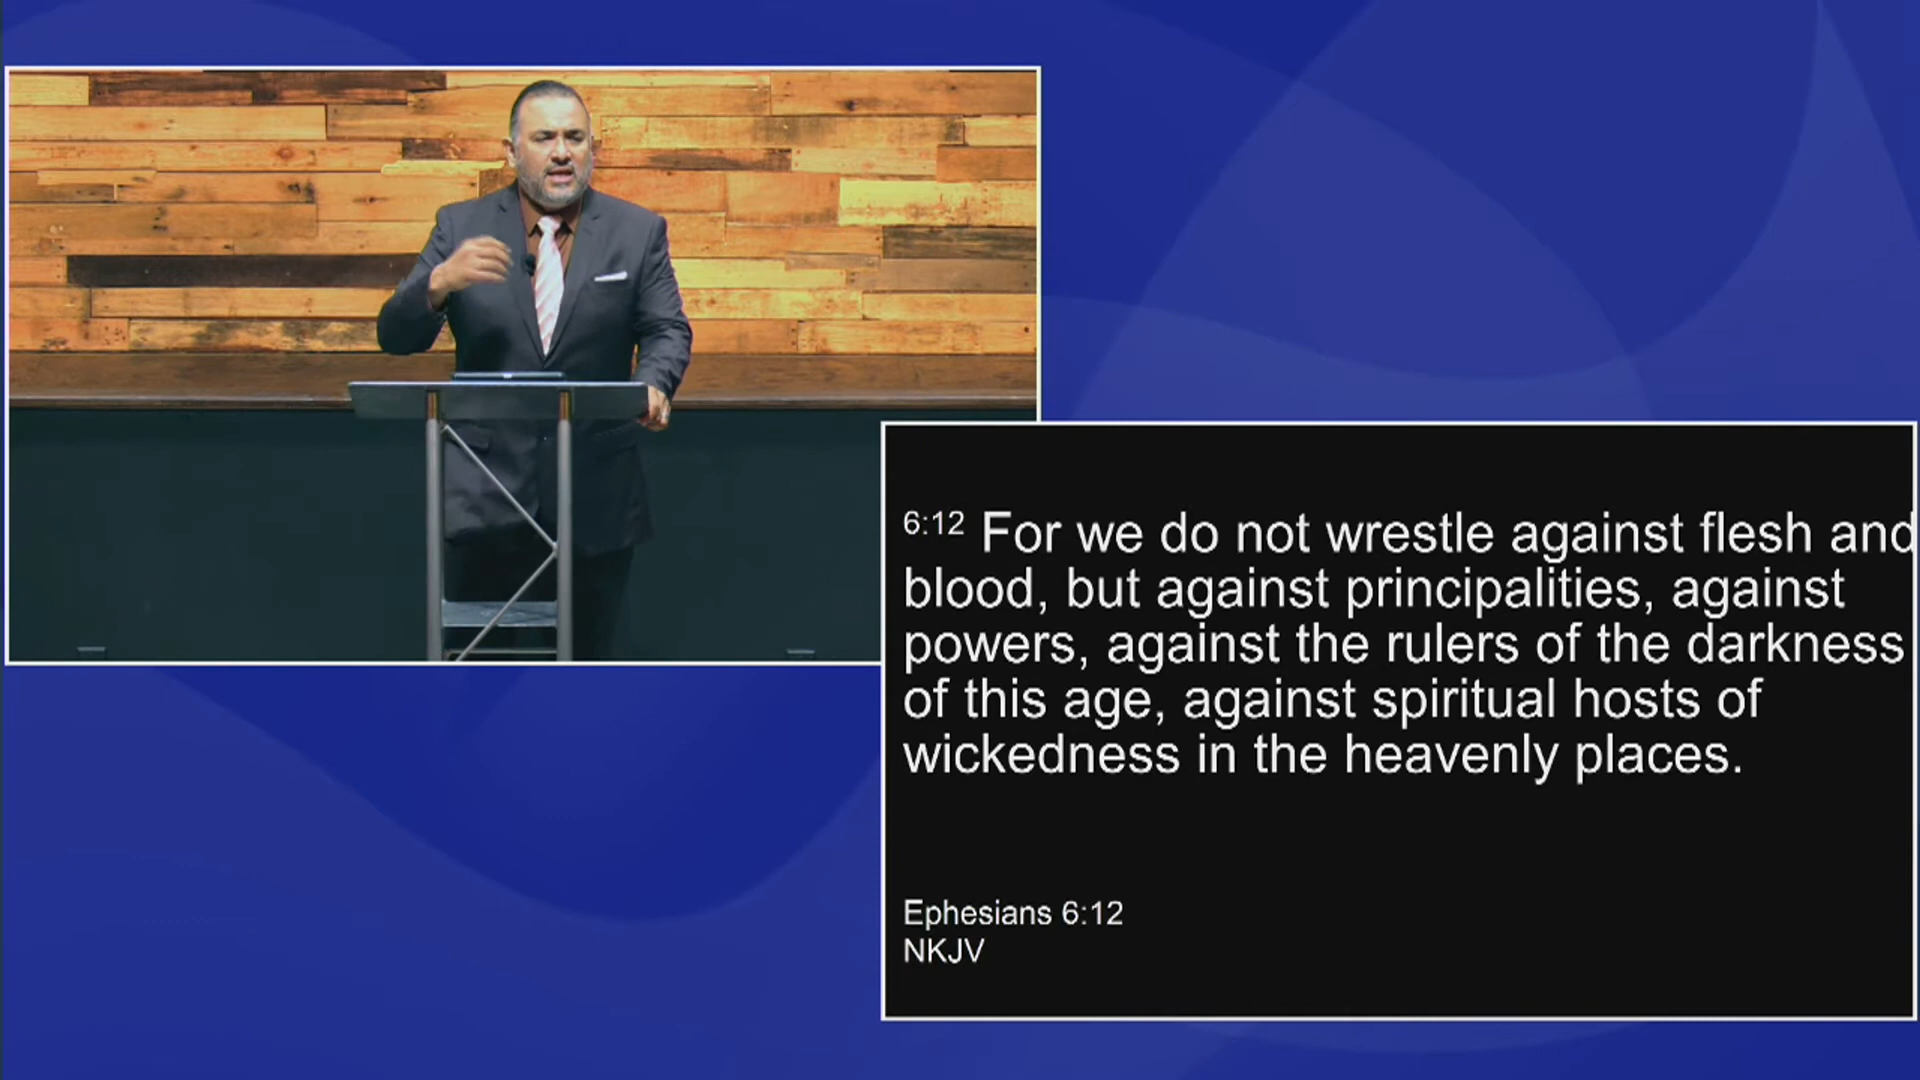 6:12 For we do not wrestle against flesh and
blood, but against principalities, against
powers, against the rulers of the darkness
of this age, against spiritual hosts of
wickedness in the heavenly places.
Ephesians 6:12
NKJV